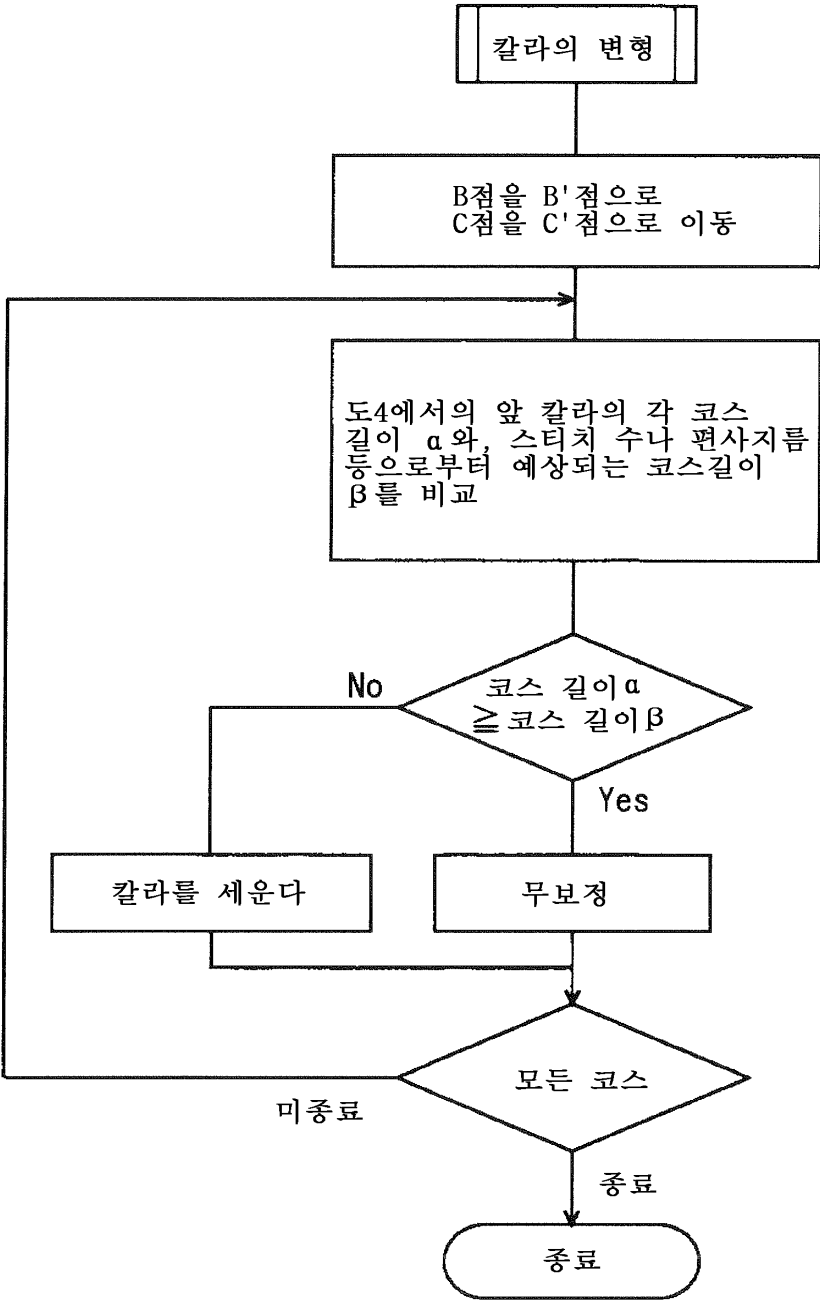 칼라의 변형
B점을 B'점으로
C점을 C'점으로 이동
도4에서의 앞 칼라의 각 코스
길이 α와, 스티치 수나 편사지름
등으로부터 예상되는 코스길이
β를 비교
코스 길이α
≧코스 길이β
No
Yes
칼라를 세운다
무보정
모든 코스
미종료
종료
종료